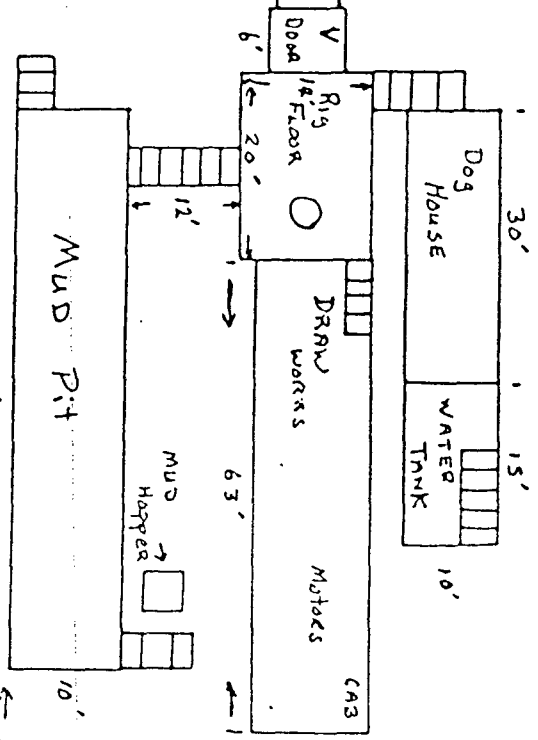 V
DOOR
6'
Rig
FLOOR
18'
20'
Dog
HOUSE
30'
12'
MUD Pit
DRAW
WORKS
WATER
TANK
15'
10'
63'
MUD
HOPPER
MOTORS
CAB
10'